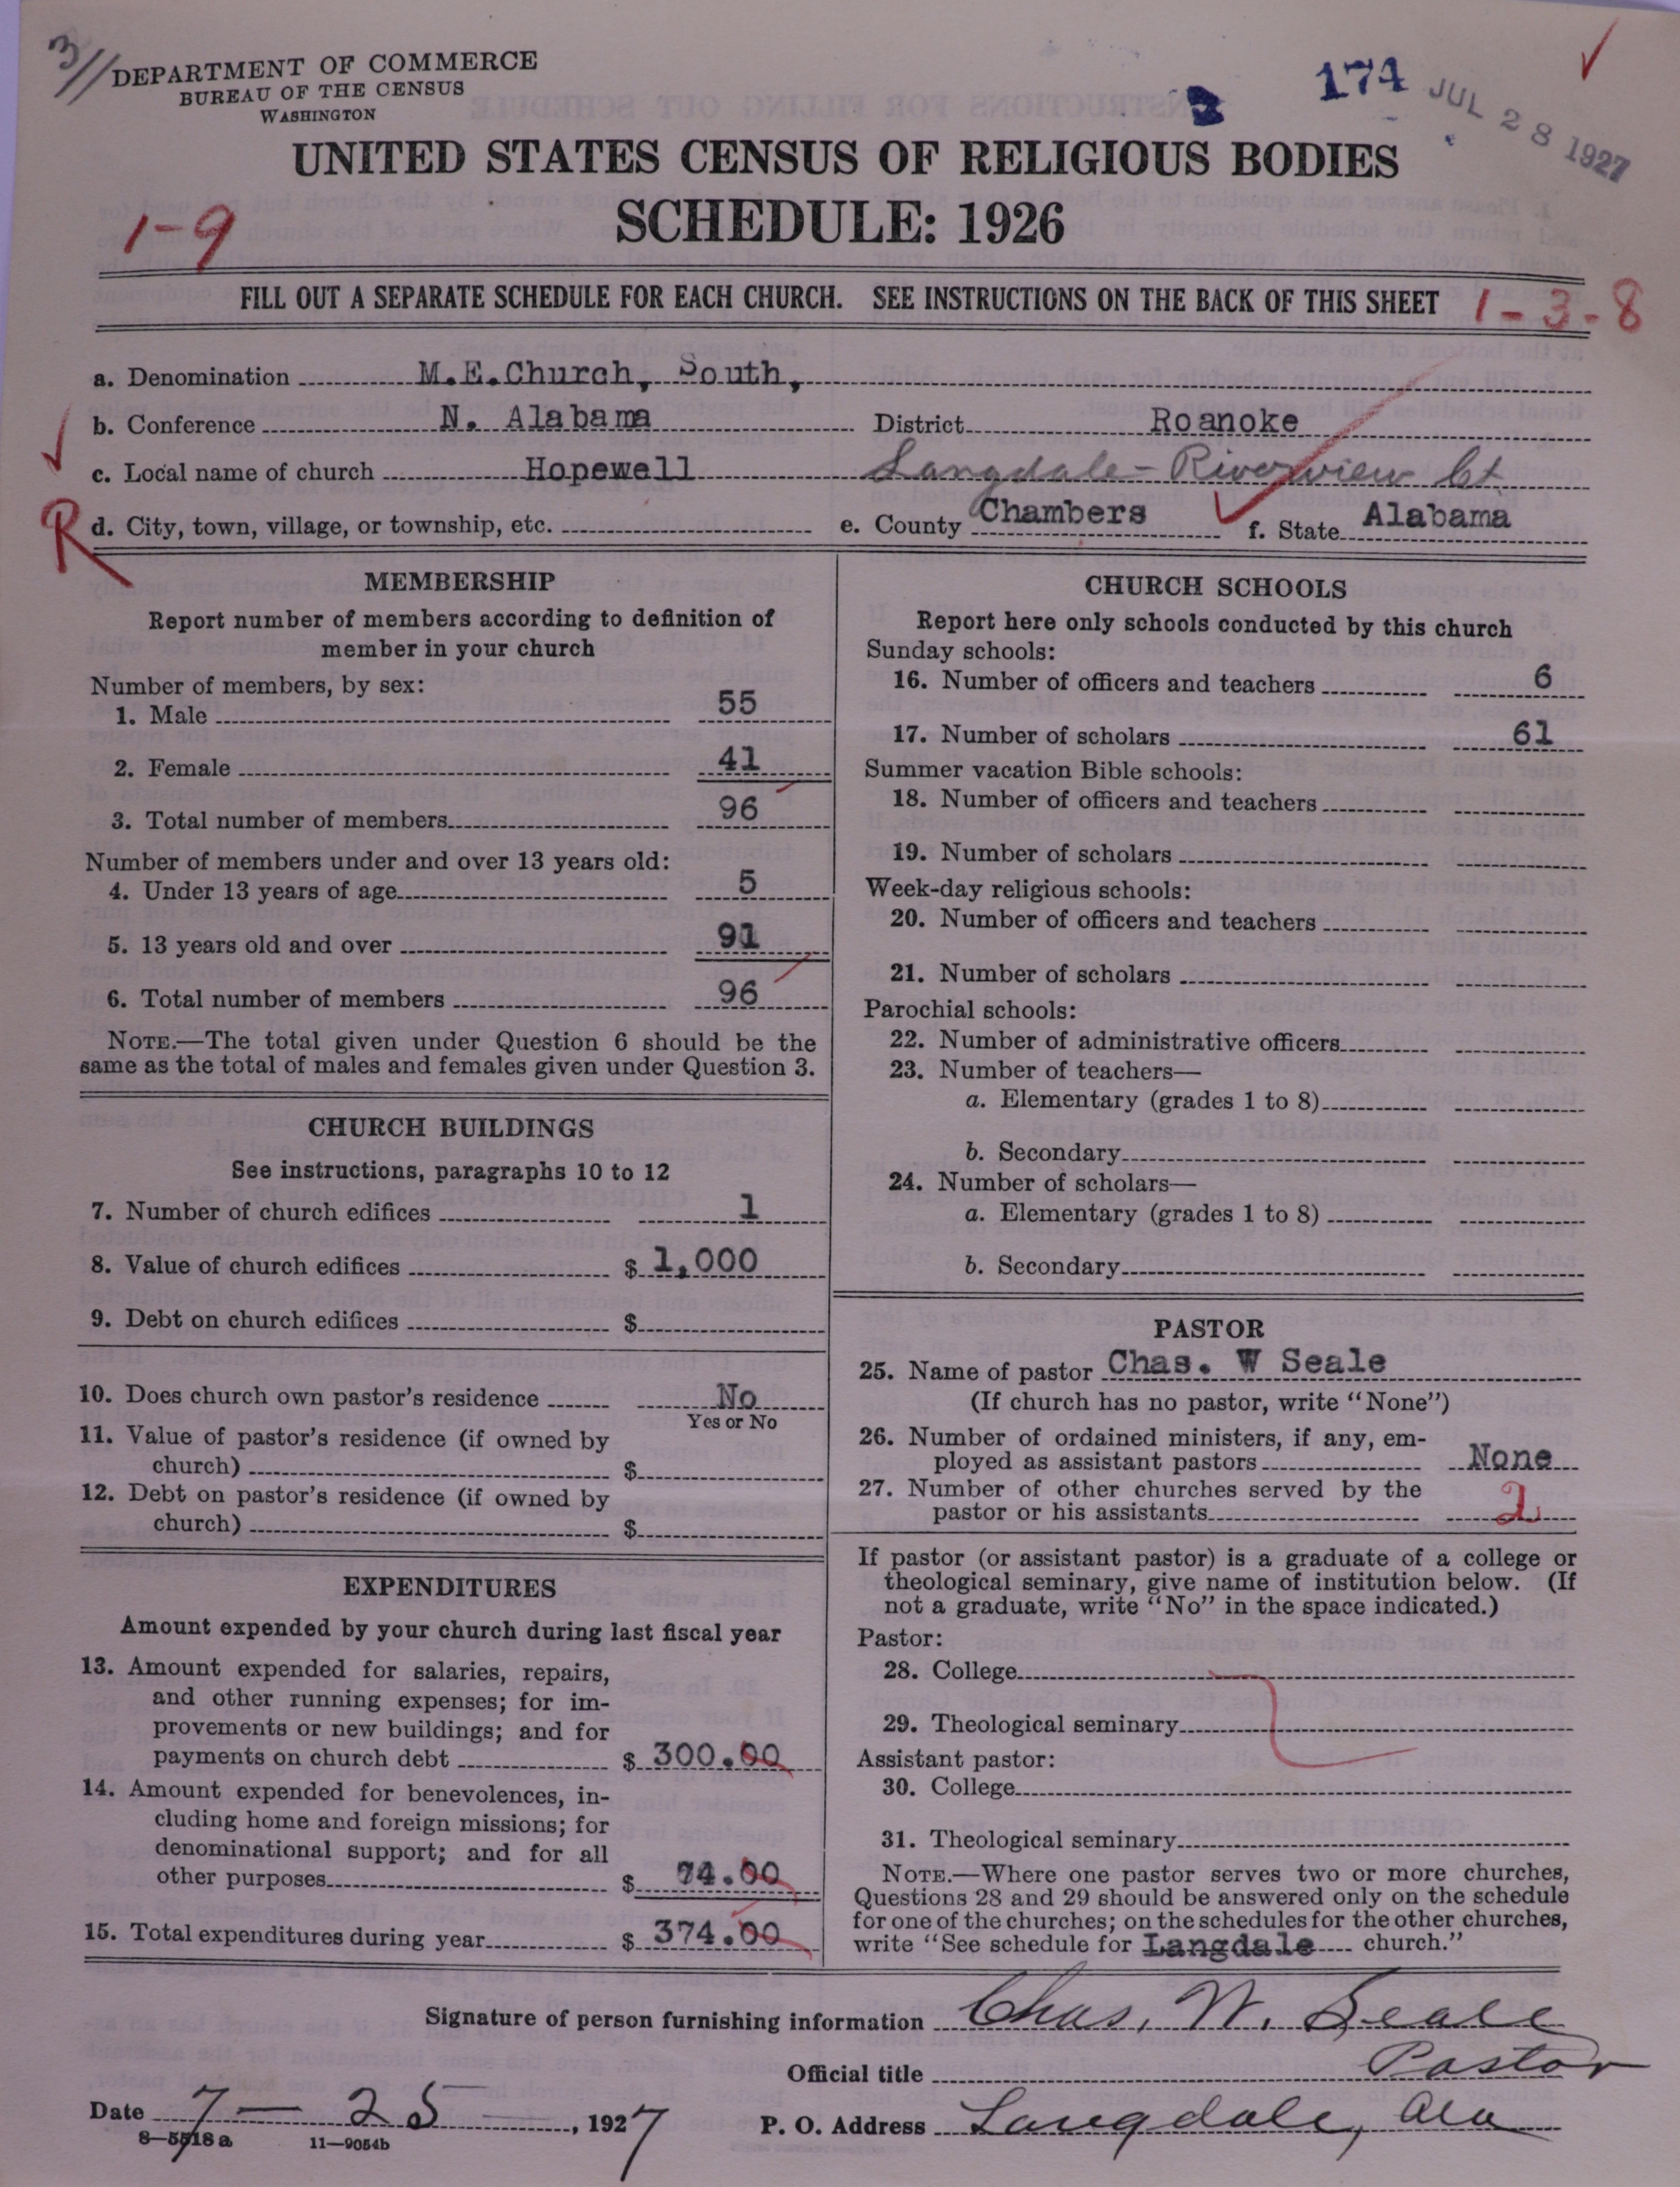 3//
DEPARTMENT OF COMMERCE
BUREAU OF THE CENSUS
WASHINGTON
174
JUL 28 1927
UNITED STATES CENSUS OF RELIGIOUS BODIES
SCHEDULE: 1926
1-9
FILL OUT A SEPARATE SCHEDULE FOR EACH CHURCH. SEE INSTRUCTIONS ON THE BACK OF THIS SHEET
1-3-8
a. Denomination M.E.Church, South,
b. Conference N. Alabama District Roanoke
c. Local name of church Hopewell Langdale-Riverview Ct
R
d. City, town, village, or township, etc. e. County Chambers f. State Alabama
MEMBERSHIP
Report number of members according to definition of
member in your church
Number of members, by sex:
1. Male 55
2. Female 41
3. Total number of members 96
Number of members under and over 13 years old:
4. Under 13 years of age 5
5. 13 years old and over 91
6. Total number of members 96
NOTE.—The total given under Question 6 should be the
same as the total of males and females given under Question 3.
CHURCH BUILDINGS
See instructions, paragraphs 10 to 12
7. Number of church edifices 1
8. Value of church edifices $ 1,000
9. Debt on church edifices $
10. Does church own pastor's residence No
Yes or No
11. Value of pastor's residence (if owned by
church) $
12. Debt on pastor's residence (if owned by
church) $
EXPENDITURES
Amount expended by your church during last fiscal year
13. Amount expended for salaries, repairs,
and other running expenses; for im-
provements or new buildings; and for
payments on church debt $ 300.00
14. Amount expended for benevolences, in-
cluding home and foreign missions; for
denominational support; and for all
other purposes $ 74.00
15. Total expenditures during year $ 374.00
CHURCH SCHOOLS
Report here only schools conducted by this church
Sunday schools:
16. Number of officers and teachers 6
17. Number of scholars 61
Summer vacation Bible schools:
18. Number of officers and teachers
19. Number of scholars
Week-day religious schools:
20. Number of officers and teachers
21. Number of scholars
Parochial schools:
22. Number of administrative officers
23. Number of teachers—
a. Elementary (grades 1 to 8)
b. Secondary
24. Number of scholars—
a. Elementary (grades 1 to 8)
b. Secondary
PASTOR
25. Name of pastor Chas. W Seale
(If church has no pastor, write "None")
26. Number of ordained ministers, if any, em-
ployed as assistant pastors None
27. Number of other churches served by the
pastor or his assistants 2
If pastor (or assistant pastor) is a graduate of a college or
theological seminary, give name of institution below. (If
not a graduate, write "No" in the space indicated.)
Pastor:
28. College
29. Theological seminary
Assistant pastor:
30. College
31. Theological seminary
NOTE.—Where one pastor serves two or more churches,
Questions 28 and 29 should be answered only on the schedule
for one of the churches; on the schedules for the other churches,
write "See schedule for Langdale church."
Signature of person furnishing information Chas. W. Seale
Official title Pastor
Date 7-25, 1927 P. O. Address Langdale, Ala
8-5518a 11-9054b